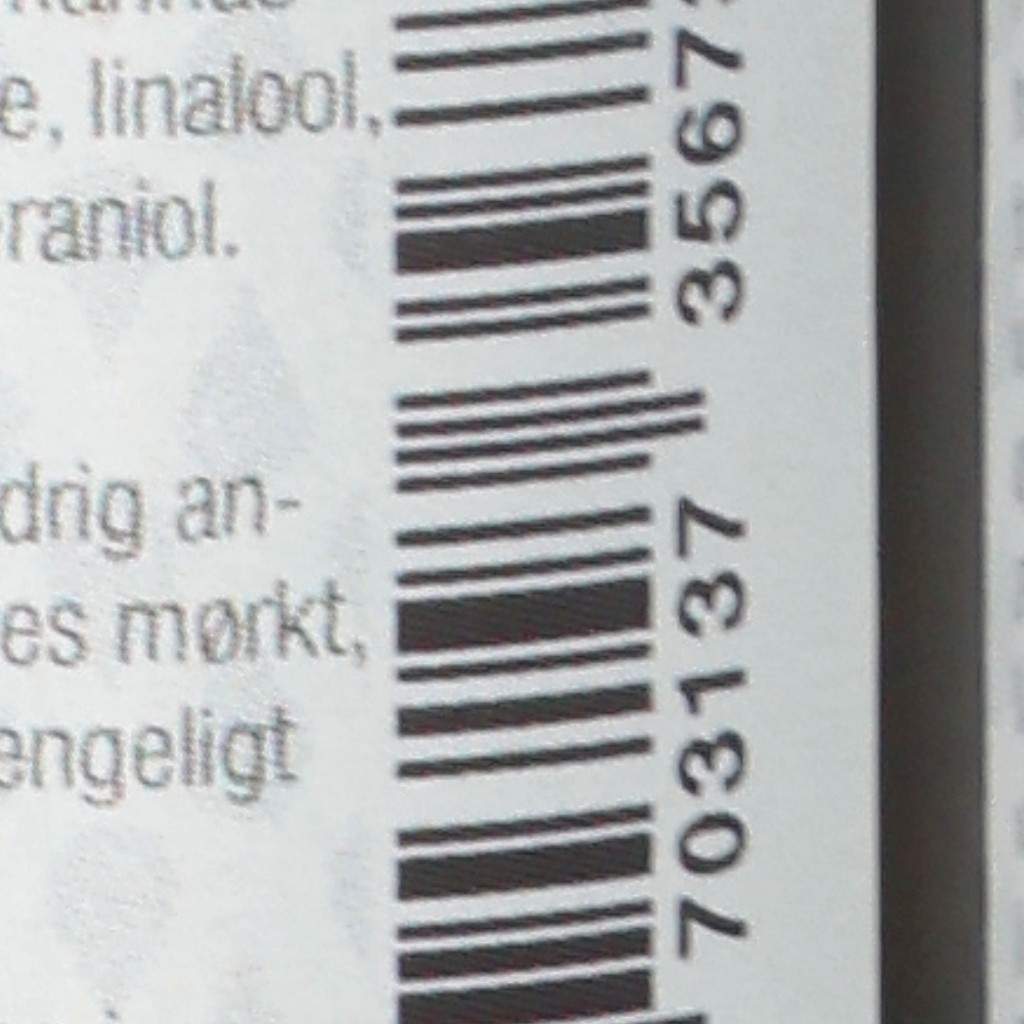 e, linalool,
raniol.
drig an-
es mørkt,
engeligt
703137 3567